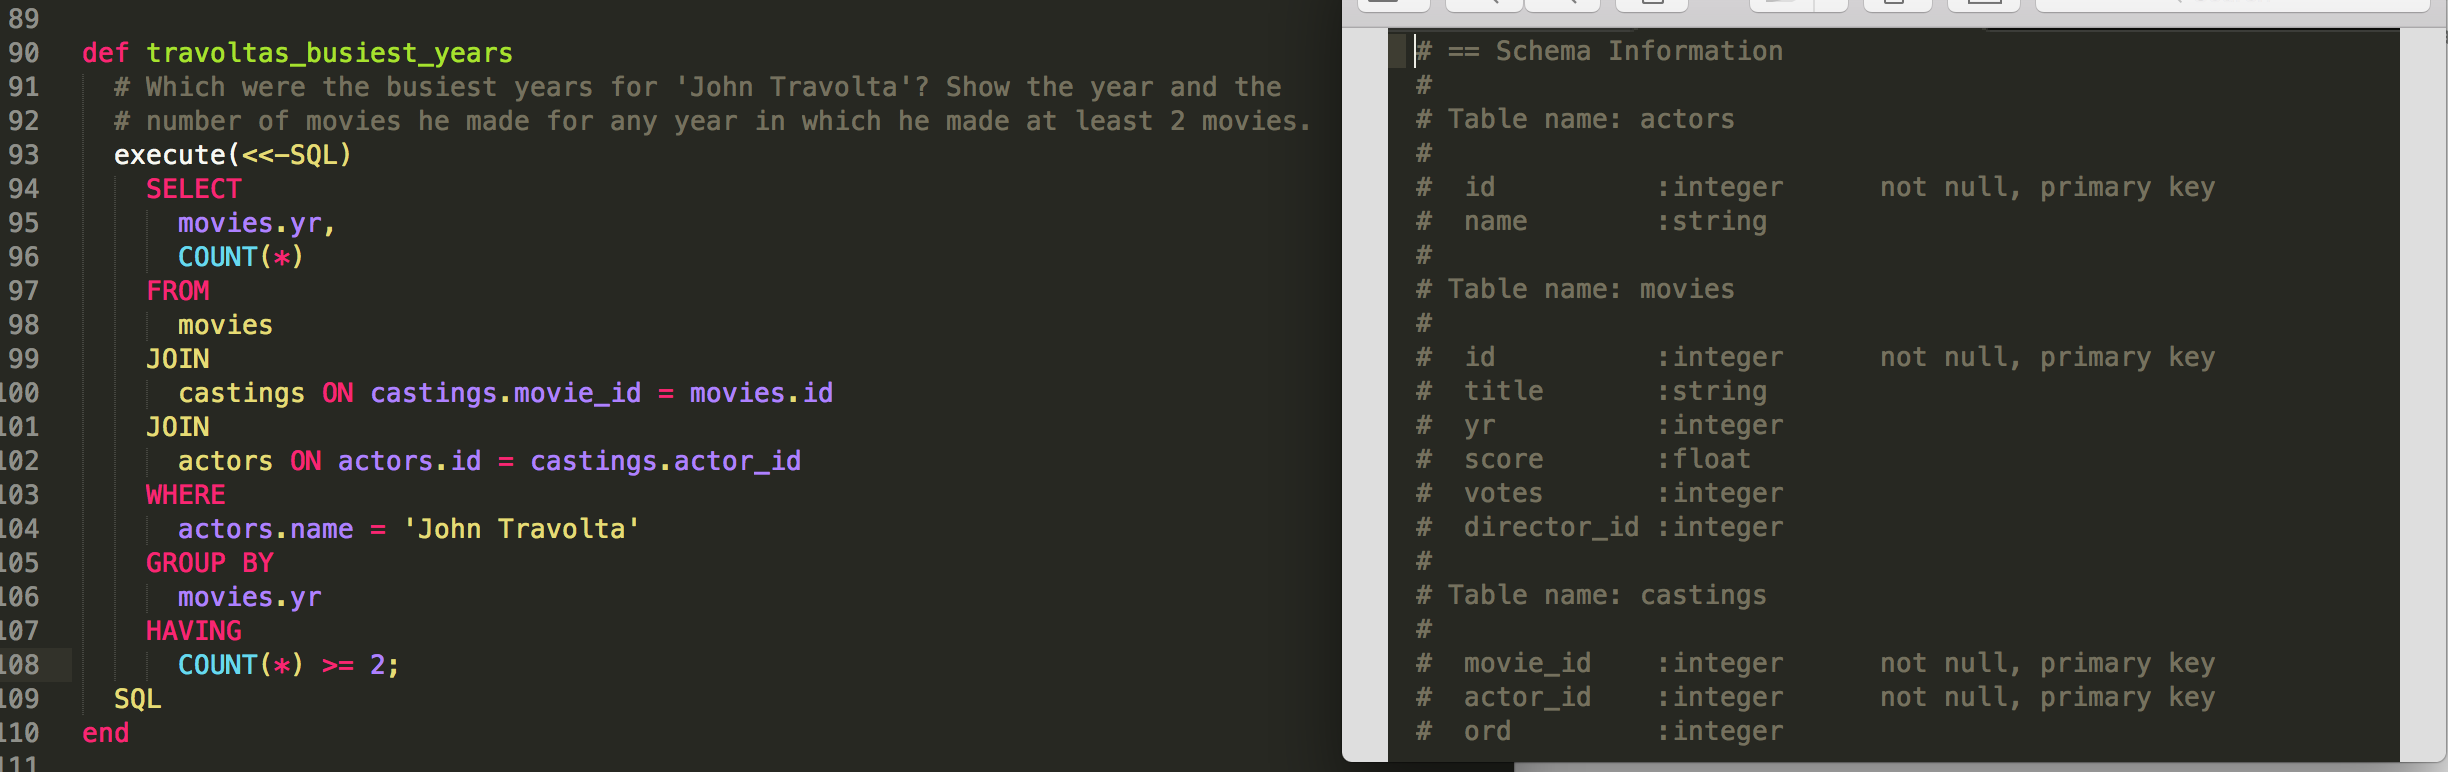 89
90 def travoltas_busiest_years
91 # Which were the busiest years for 'John Travolta'? Show the year and the
92 # number of movies he made for any year in which he made at least 2 movies.
93 execute(<<-SQL)
94 SELECT
95 movies.yr,
96 COUNT(*)
97 FROM
98 movies
99 JOIN
100 castings ON castings.movie_id = movies.id
101 JOIN
102 actors ON actors.id = castings.actor_id
103 WHERE
104 actors.name = 'John Travolta'
105 GROUP BY
106 movies.yr
107 HAVING
108 COUNT(*) >= 2;
109 SQL
110 end
111
# == Schema Information
#
# Table name: actors
#
# id :integer not null, primary key
# name :string
#
# Table name: movies
#
# id :integer not null, primary key
# title :string
# yr :integer
# score :float
# votes :integer
# director_id :integer
#
# Table name: castings
#
# movie_id :integer not null, primary key
# actor_id :integer not null, primary key
# ord :integer